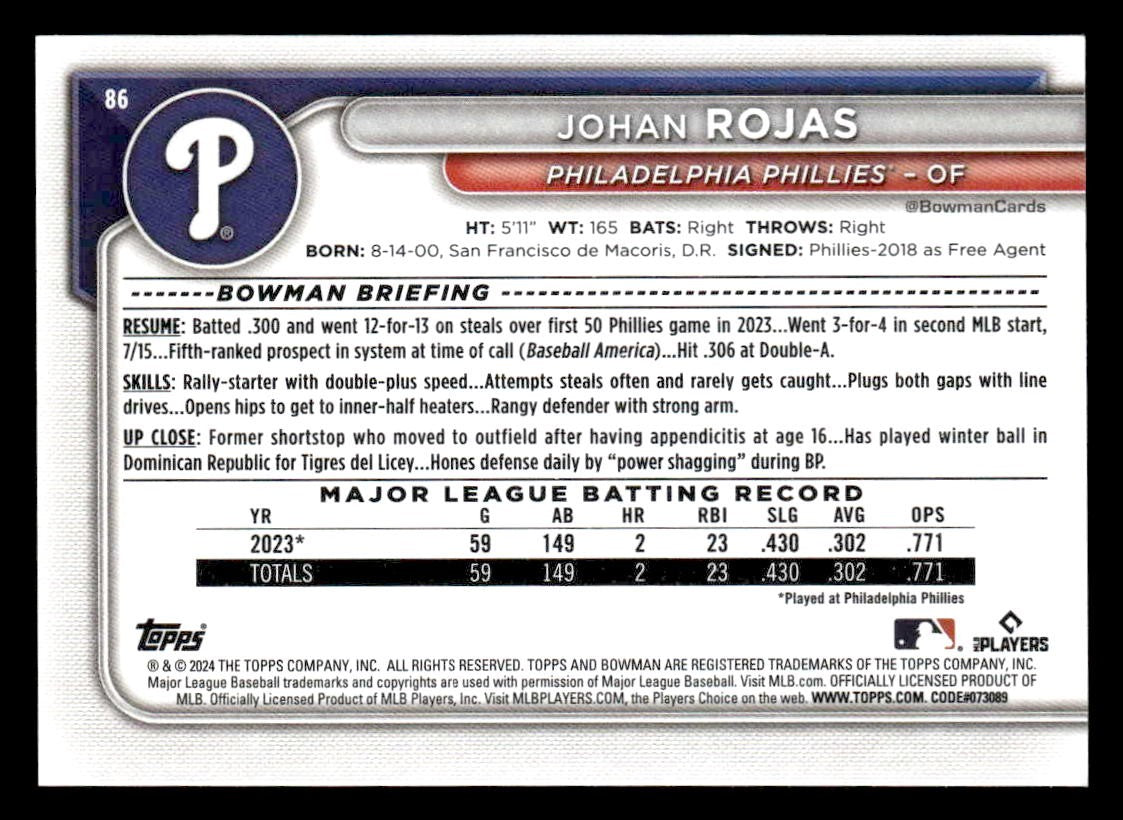 86
P
®
JOHAN ROJAS
PHILADELPHIA PHILLIES® – OF
@BowmanCards
HT: 5'11" WT: 165 BATS: Right THROWS: Right
BORN: 8-14-00, San Francisco de Macoris, D.R. SIGNED: Phillies-2018 as Free Agent
BOWMAN BRIEFING
RESUME: Batted .300 and went 12-for-13 on steals over first 50 Phillies game in 2023...Went 3-for-4 in second MLB start,
7/15...Fifth-ranked prospect in system at time of call (Baseball America)...Hit .306 at Double-A.
SKILLS: Rally-starter with double-plus speed...Attempts steals often and rarely gets caught...Plugs both gaps with line
drives...Opens hips to get to inner-half heaters...Rangy defender with strong arm.
UP CLOSE: Former shortstop who moved to outfield after having appendicitis at age 16...Has played winter ball in
Dominican Republic for Tigres del Licey...Hones defense daily by “power shagging” during BP.
MAJOR LEAGUE BATTING RECORD
YR G AB HR RBI SLG AVG OPS
2023* 59 149 2 23 .430 .302 .771
TOTALS 59 149 2 23 .430 .302 .771
*Played at Philadelphia Phillies
Topps
MLB PLAYERS
® & © 2024 THE TOPPS COMPANY, INC. ALL RIGHTS RESERVED. TOPPS AND BOWMAN ARE REGISTERED TRADEMARKS OF THE TOPPS COMPANY, INC.
Major League Baseball trademarks and copyrights are used with permission of Major League Baseball. Visit MLB.com. OFFICIALLY LICENSED PRODUCT OF
MLB. Officially Licensed Product of MLB Players, Inc. Visit MLBPLAYERS.COM, the Players Choice on the web. WWW.TOPPS.COM. CODE#073089